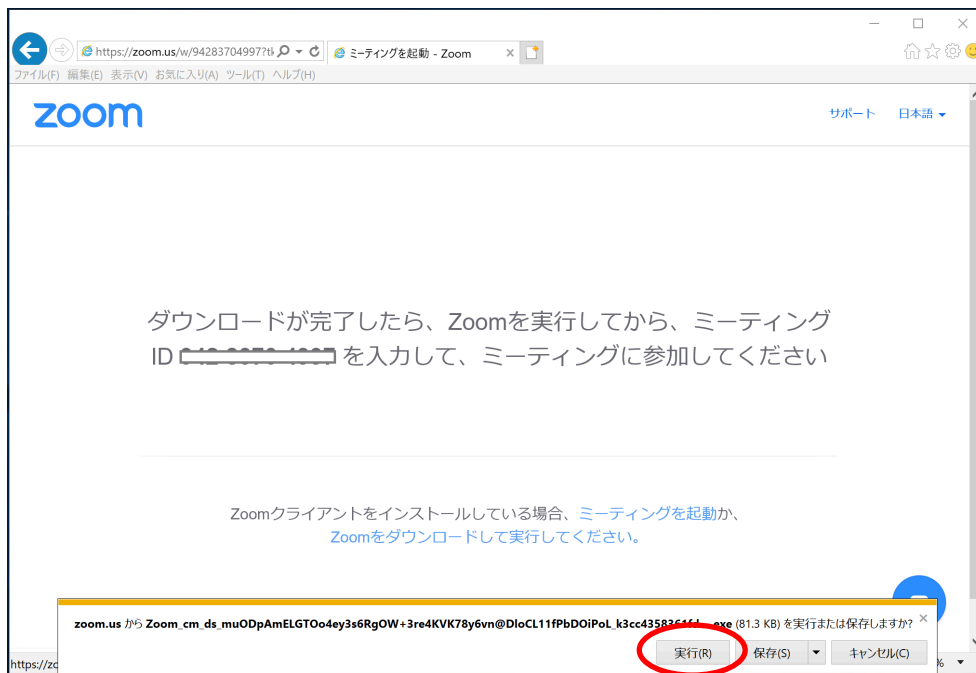 https://zoom.us/w/94283704997?tk
ミーティングを起動 - Zoom
ファイル(F) 編集(E) 表示(V) お気に入り(A) ツール(T) ヘルプ(H)
zoom
サポート 日本語
ダウンロードが完了したら、Zoomを実行してから、ミーティング
ID を入力して、ミーティングに参加してください
Zoomクライアントをインストールしている場合、ミーティングを起動か、
Zoomをダウンロードして実行してください。
zoom.us から Zoom_cm_ds_muODpAmELGTOo4ey3s6RgOW+3re4KVK78y6vn@DloCL11fPbDOiPoL_k3cc4358361fd....exe (81.3 KB) を実行または保存しますか?
実行(R) 保存(S) キャンセル(C)
https://zo
%